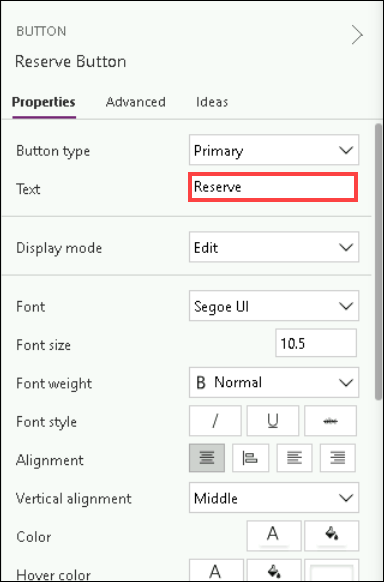 BUTTON
Reserve Button
Properties Advanced Ideas
Button type Primary
Text Reserve
Display mode Edit
Font Segoe UI
Font size 10.5
Font weight B Normal
Font style / U abc
Alignment
Vertical alignment Middle
Color A
Hover color A